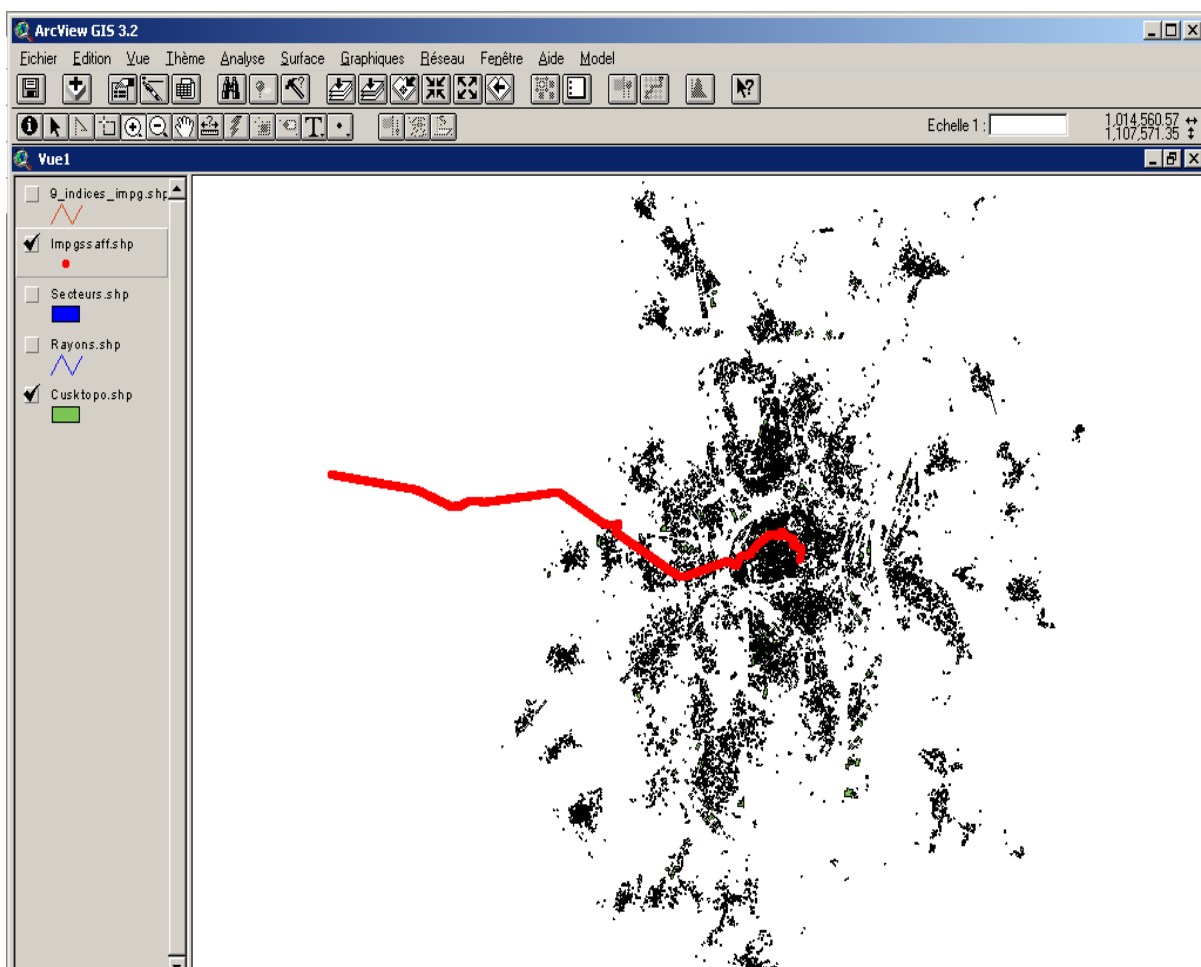 ArcView GIS 3.2
Fichier Edition Vue Thème Analyse Surface Graphiques Réseau Fenêtre Aide Model
T
Echelle 1 :
1,014,560.57
1,107,571.35
Vue1
9_indices_impg.shp
Impgssaff.shp
Secteurs.shp
Rayons.shp
Cusktopo.shp